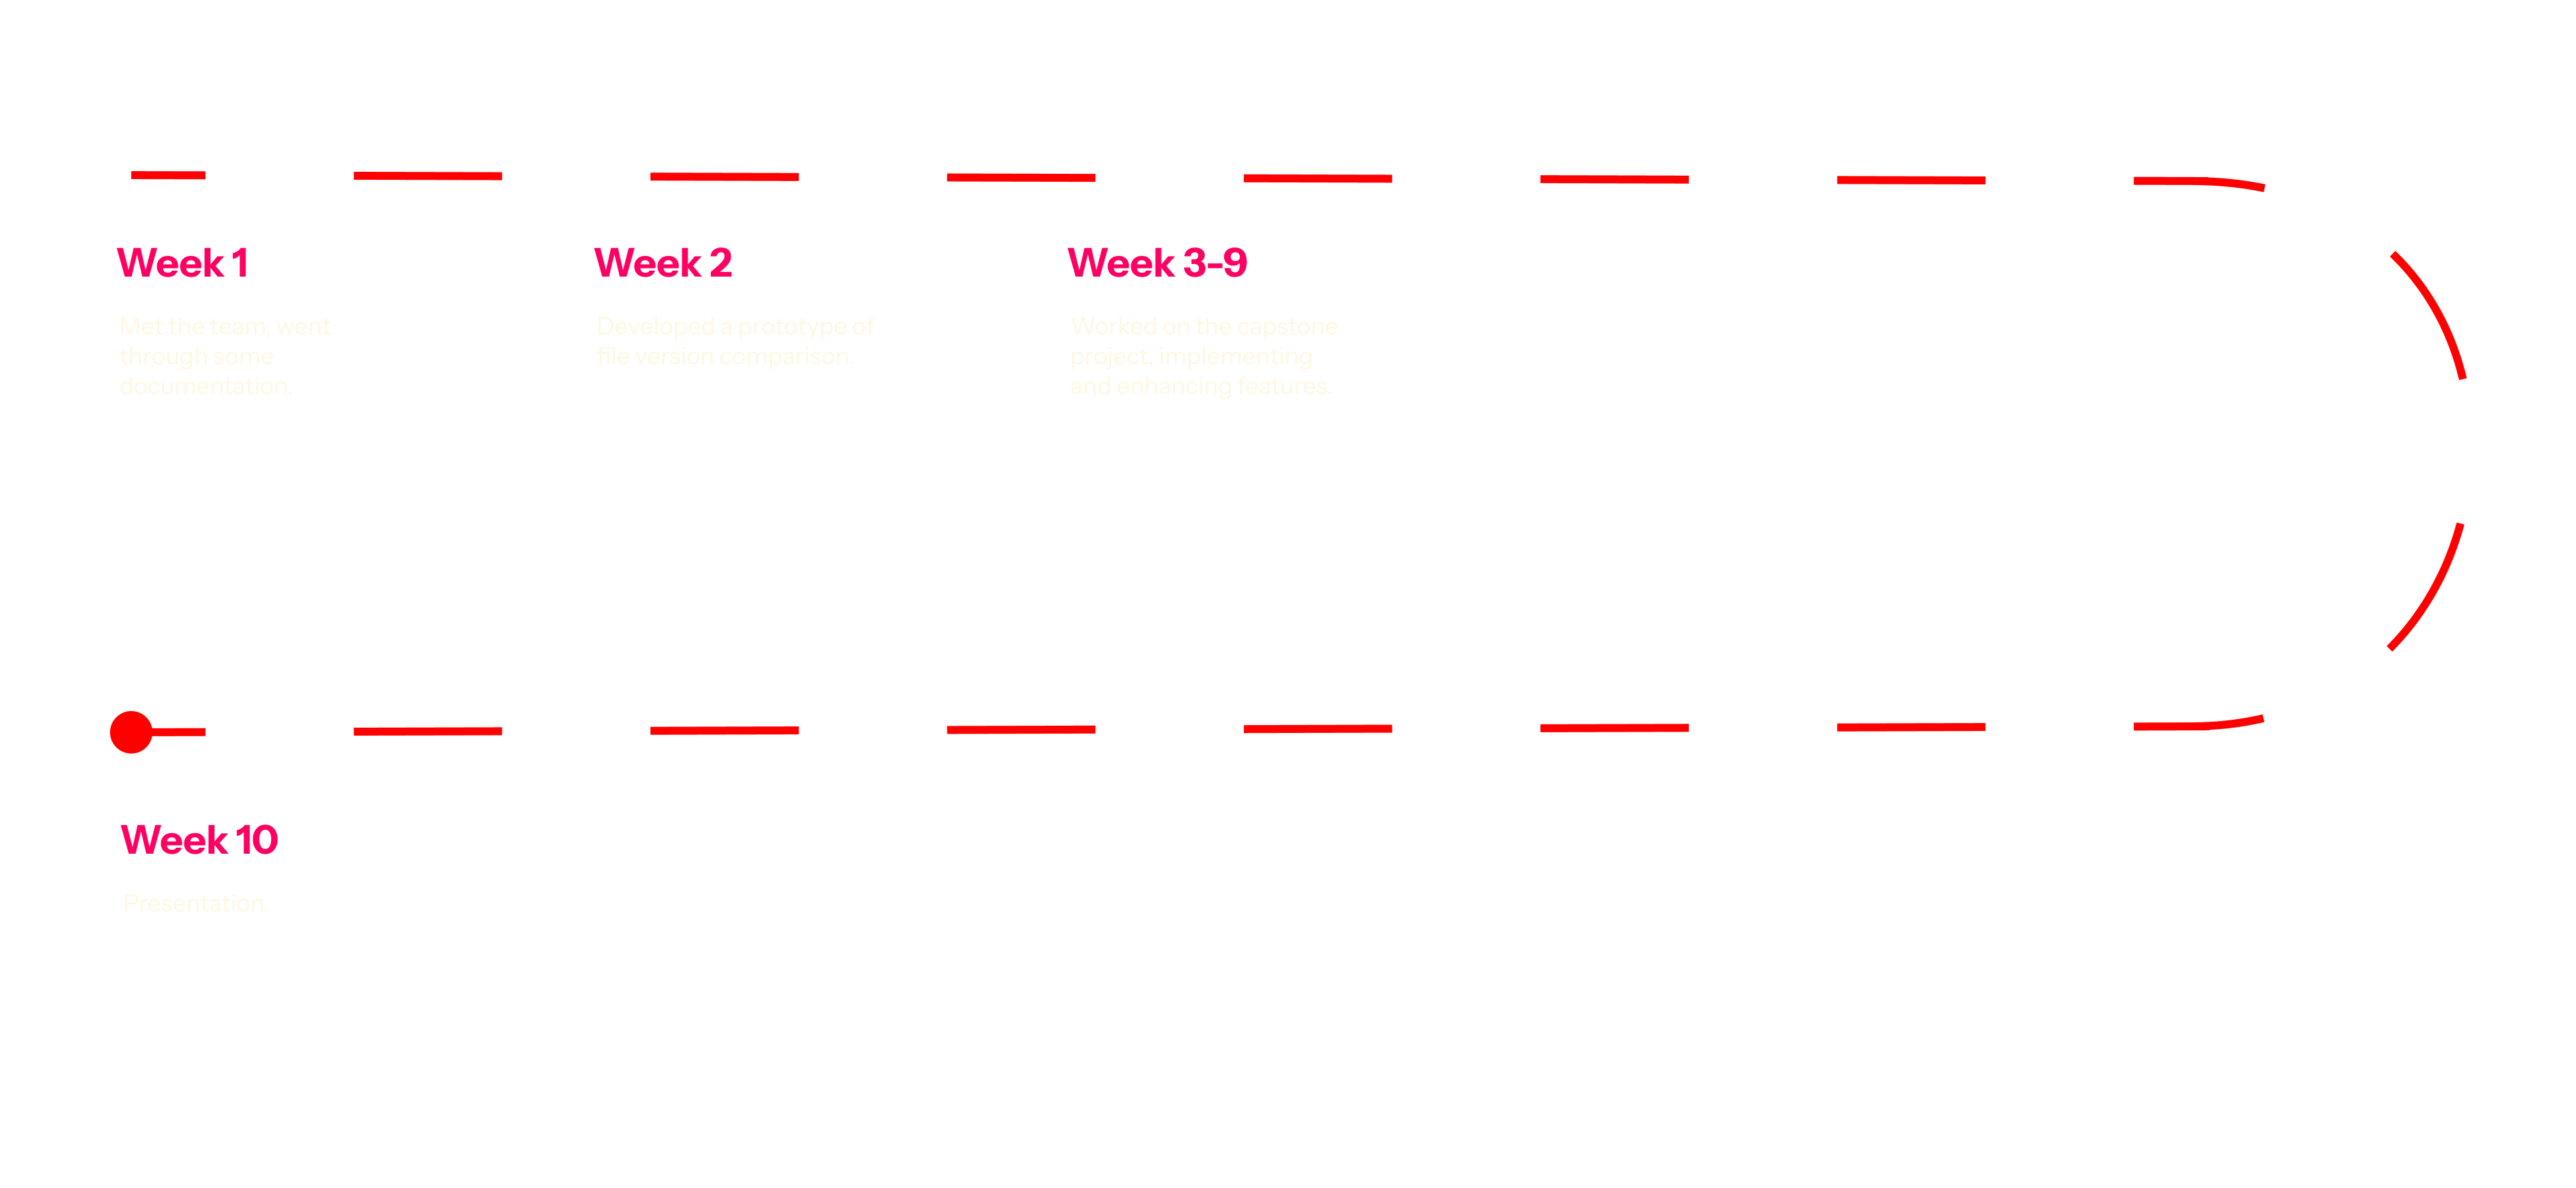 Week 1
Met the team, went
through some
documentation.
Week 2
Developed a prototype of
file version comparison.
Week 3-9
Worked on the capstone
project, implementing
and enhancing features.
Week 10
Presentation.